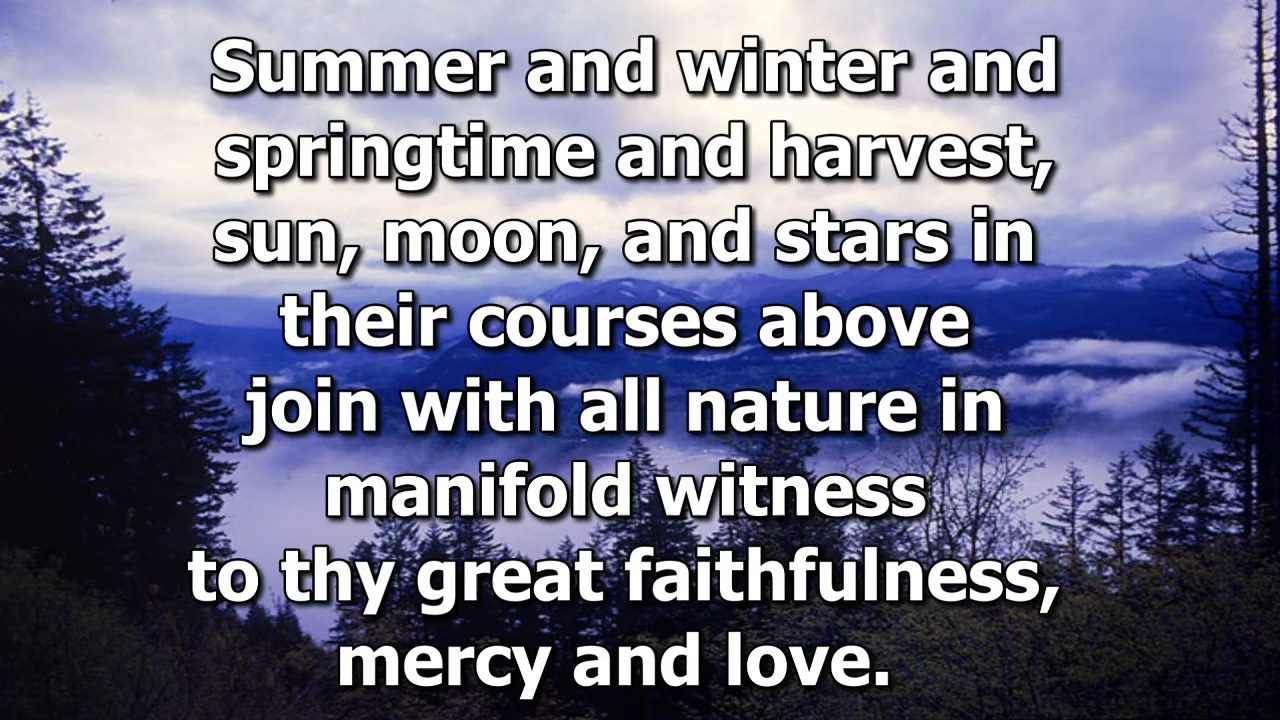 Summer and winter and
springtime and harvest,
sun, moon, and stars in
their courses above
join with all nature in
manifold witness
to thy great faithfulness,
mercy and love.